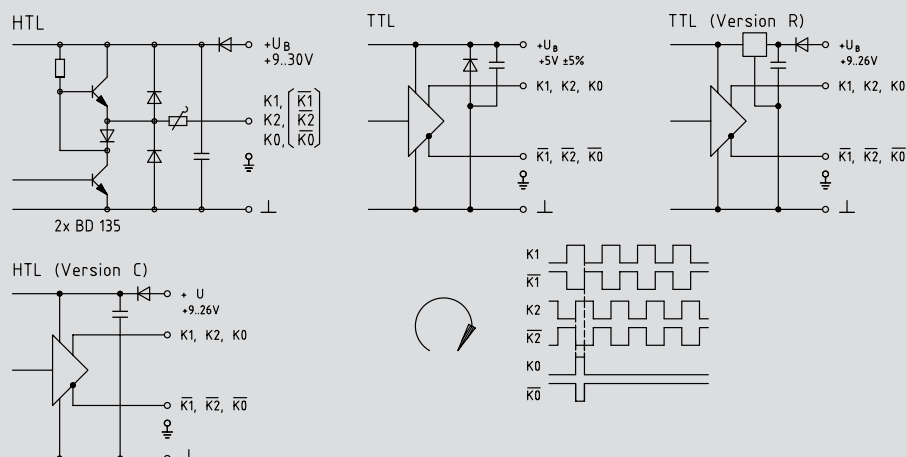 HTL
+U_B
+9..30V
K1, (K̅1̅)
K2, (K̅2̅)
K0, (K̅0̅)
2x BD 135
TTL
+U_B
+5V ±5%
K1, K2, K0
K̅1̅, K̅2̅, K̅0̅
TTL (Version R)
+U_B
+9..26V
K1, K2, K0
K̅1̅, K̅2̅, K̅0̅
HTL (Version C)
+ U
+9..26V
K1, K2, K0
K̅1̅, K̅2̅, K̅0̅
K1
K̅1̅
K2
K̅2̅
K0
K̅0̅